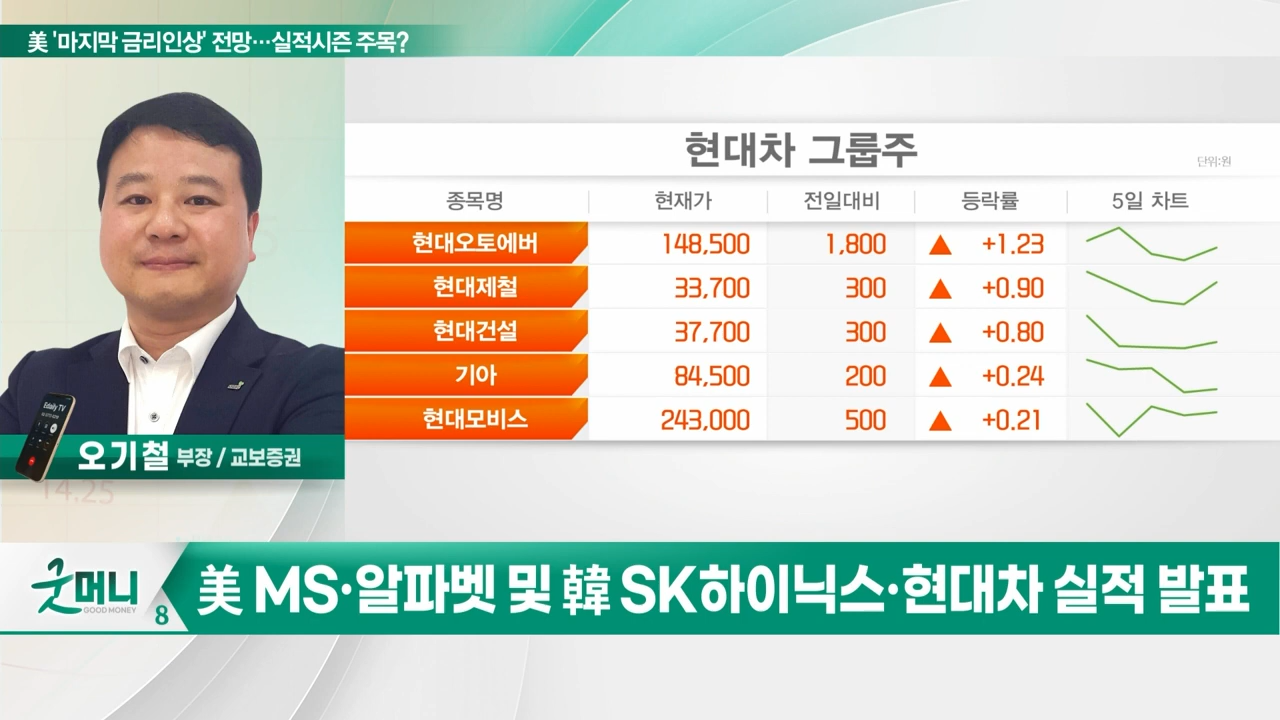 美 '마지막 금리인상' 전망…실적시즌 주목?
현대차 그룹주
단위:원
종목명 현재가 전일대비 등락률 5일 차트
현대오토에버 148,500 1,800 ▲ +1.23
현대제철 33,700 300 ▲ +0.90
현대건설 37,700 300 ▲ +0.80
기아 84,500 200 ▲ +0.24
현대모비스 243,000 500 ▲ +0.21
Edaily TV
오기철 부장 / 교보증권
14.25
굿머니
GOOD MONEY
8
美 MS·알파벳 및 韓 SK하이닉스·현대차 실적 발표